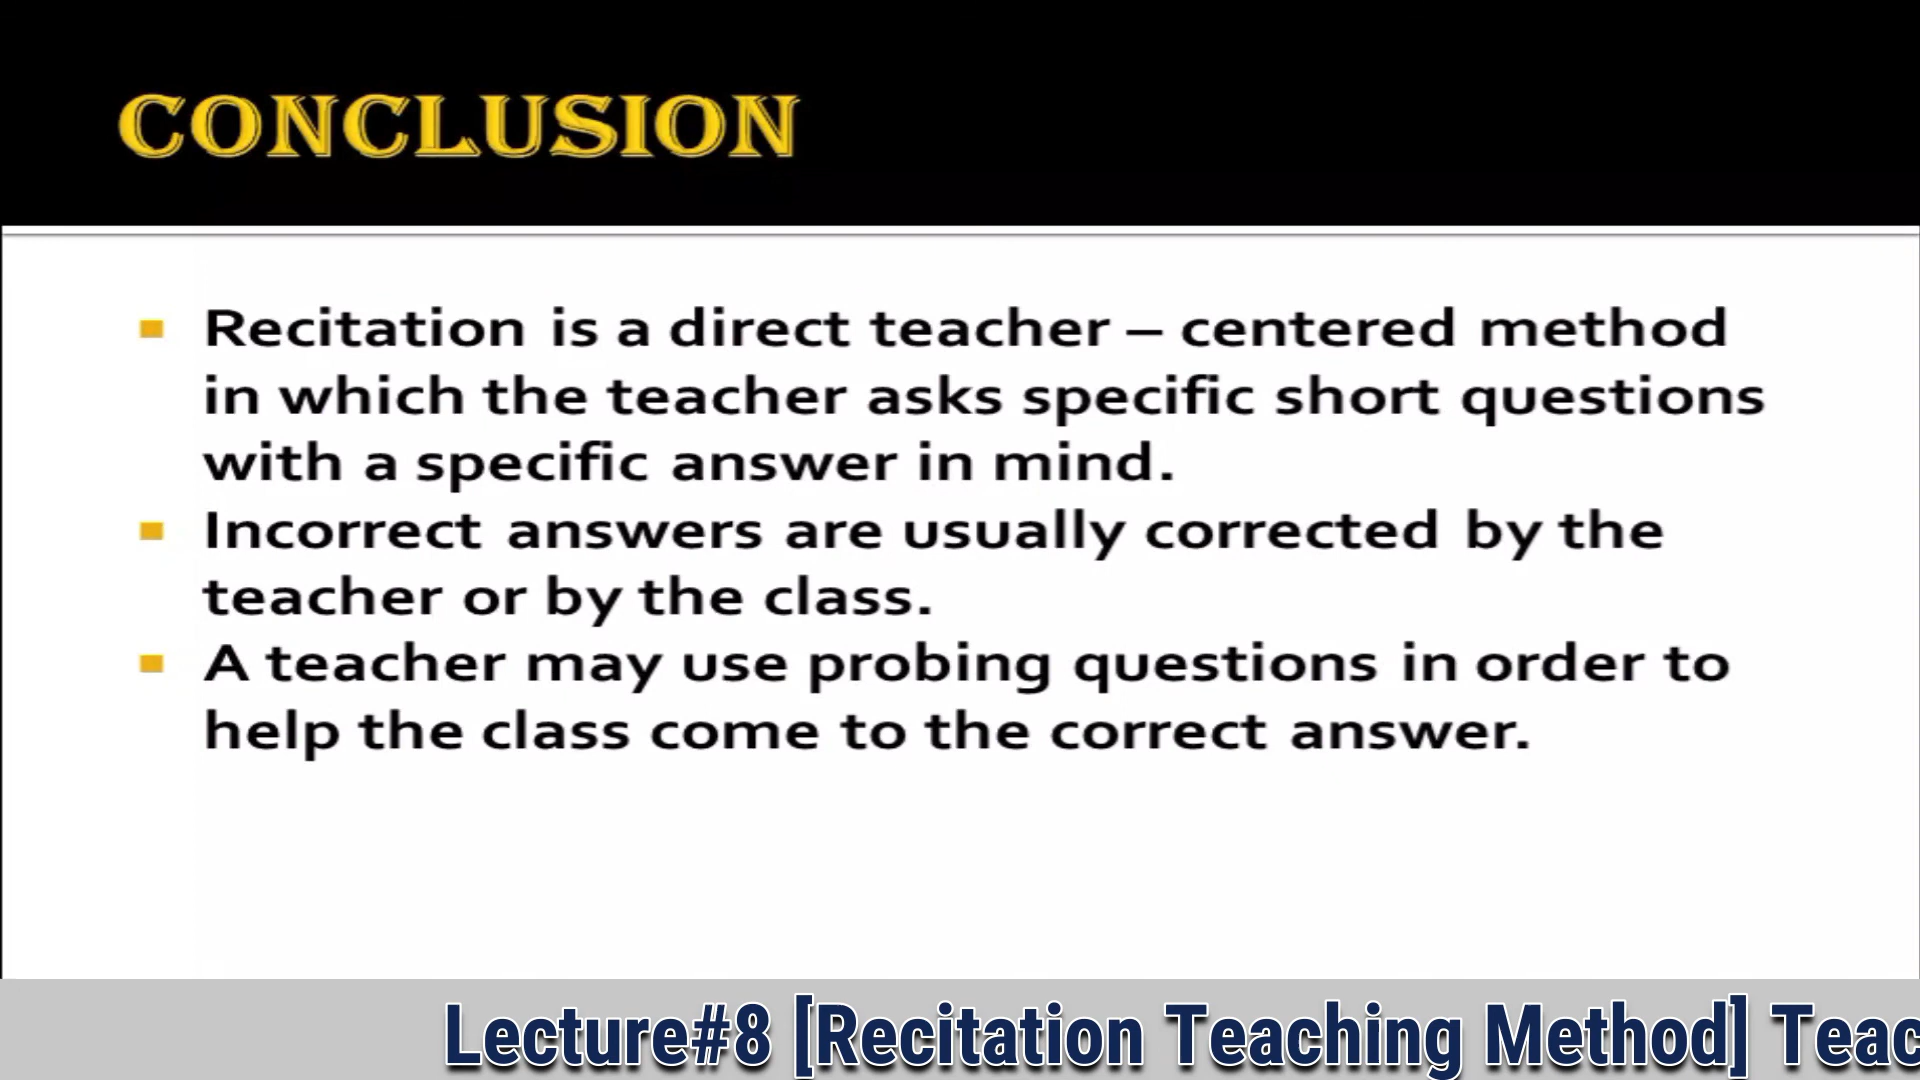 CONCLUSION
Recitation is a direct teacher – centered method
in which the teacher asks specific short questions
with a specific answer in mind.
Incorrect answers are usually corrected by the
teacher or by the class.
A teacher may use probing questions in order to
help the class come to the correct answer.
Lecture#8 [Recitation Teaching Method] Teac